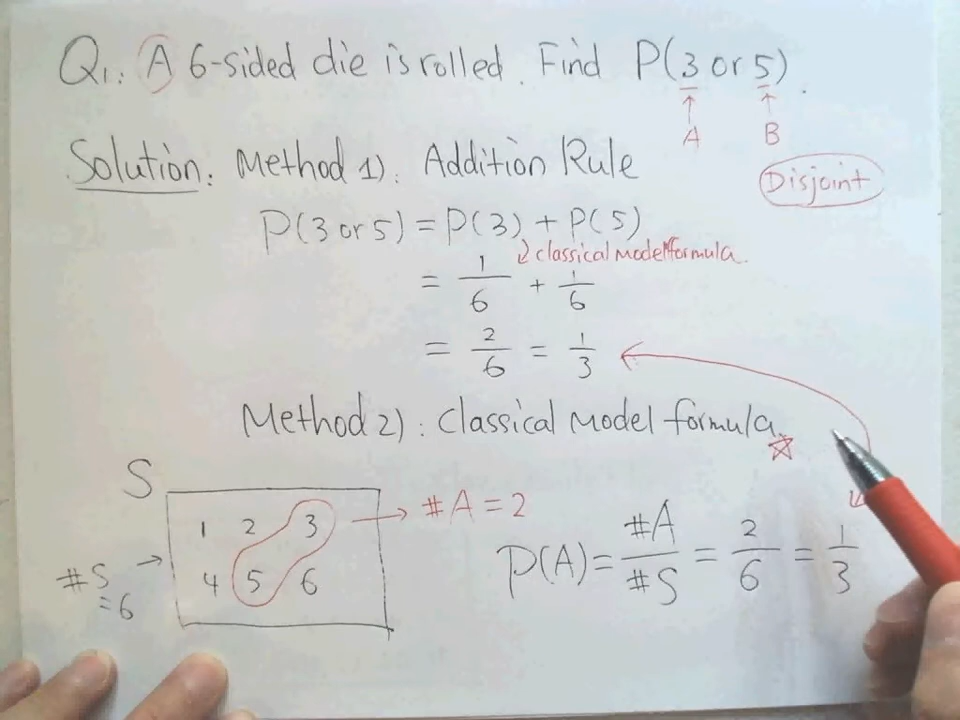 Q1: A 6-sided die is rolled. Find P(3 or 5).
↑ ↑
A B
Solution: Method 1): Addition Rule
Disjoint
P(3 or 5) = P(3) + P(5)
classical model formula.
= 1/6 + 1/6
= 2/6 = 1/3
Method 2): Classical Model formula.
S
1 2 3
4 5 6
→ #A = 2
#S = 6 →
P(A) = #A/#S = 2/6 = 1/3